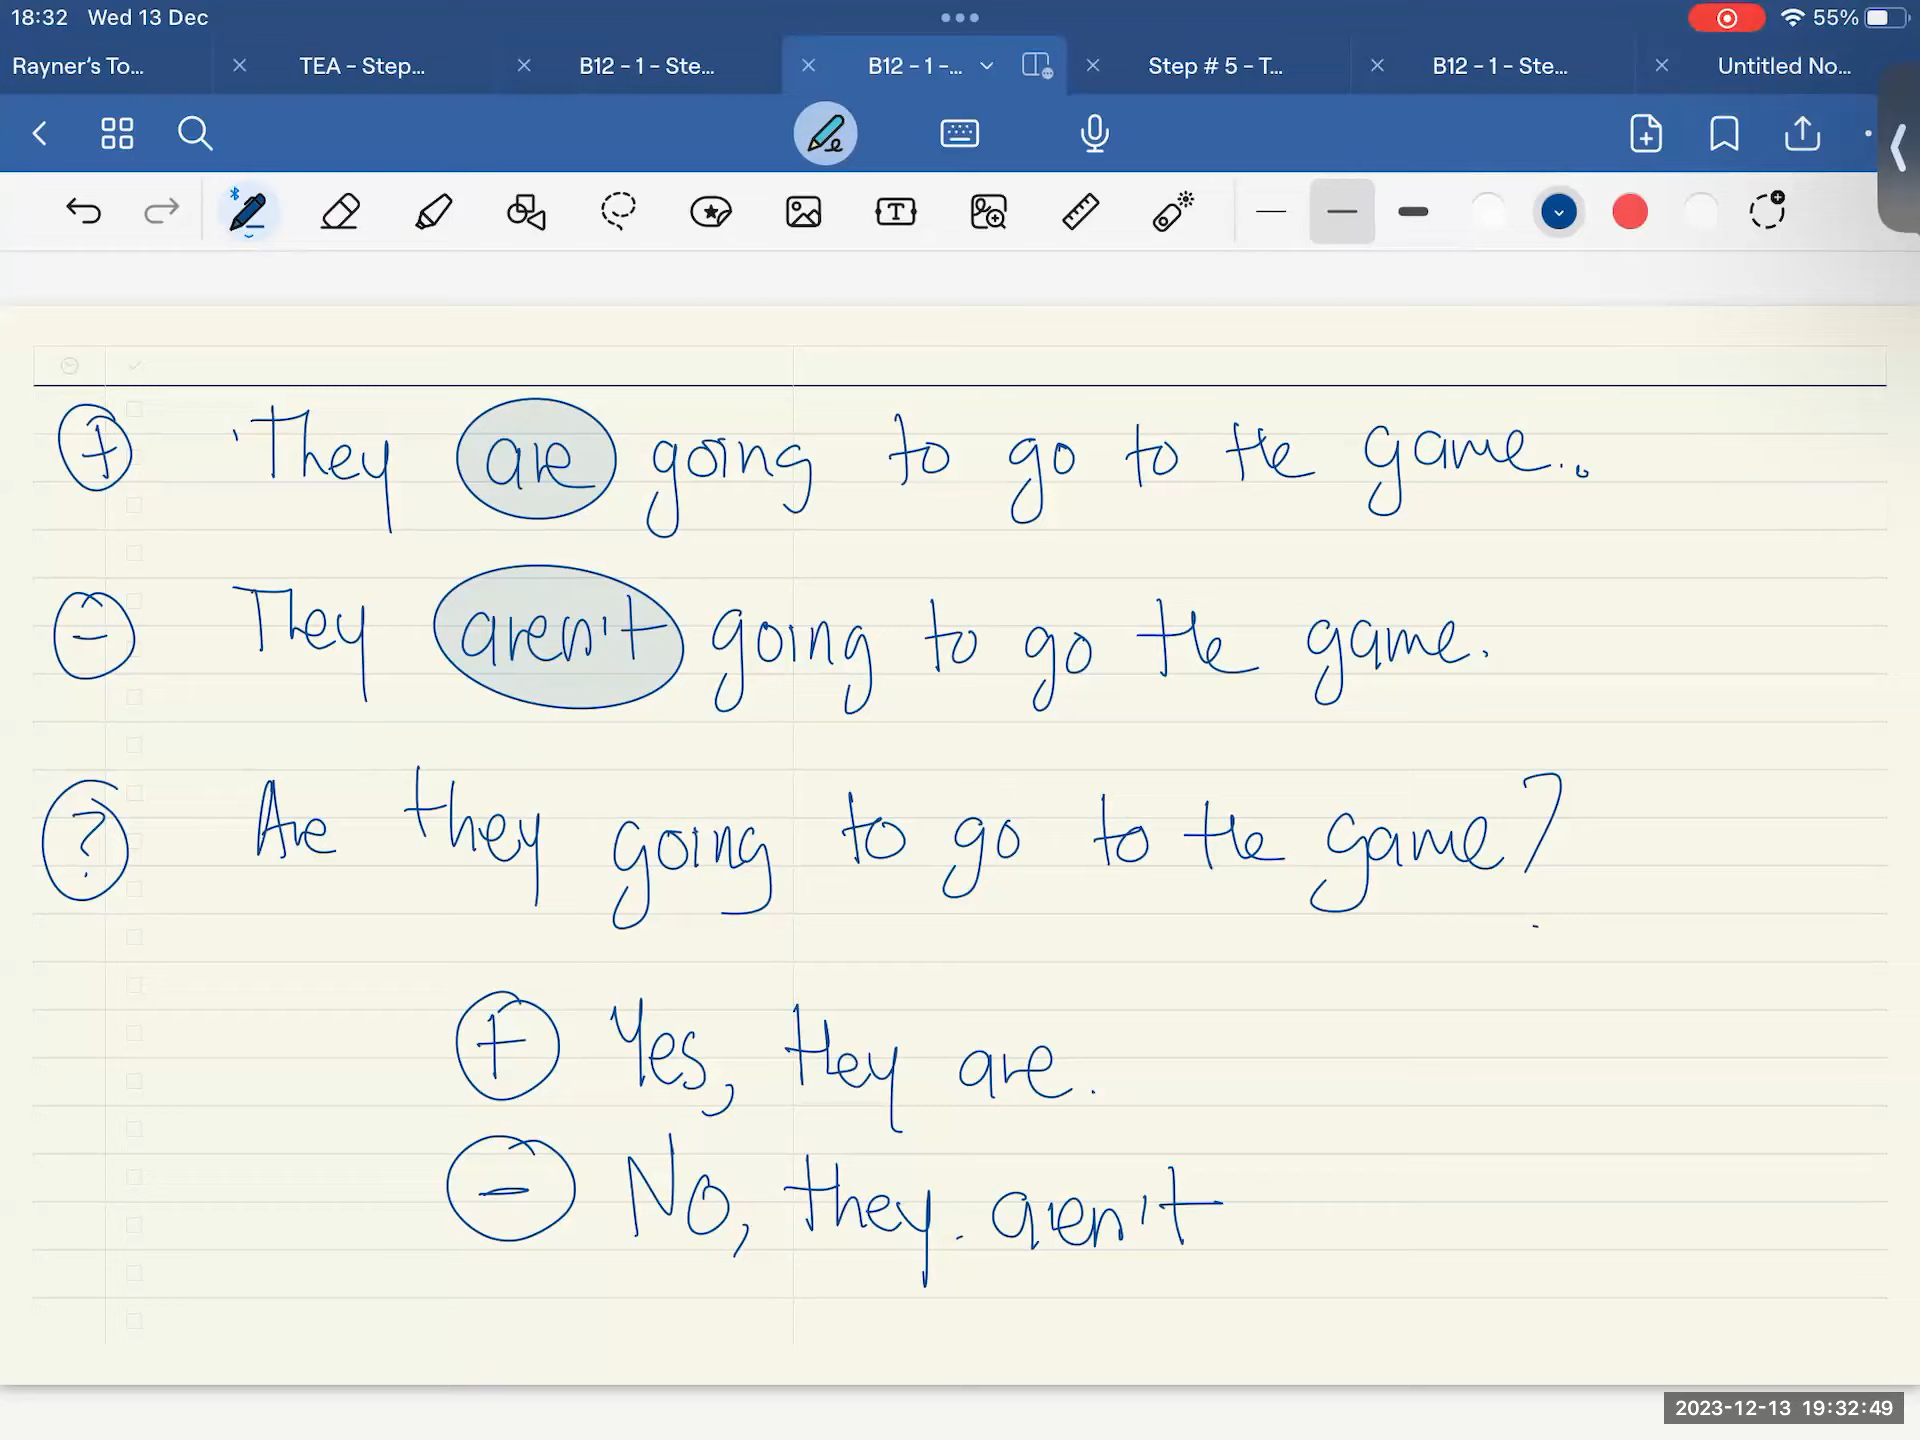 18:32 Wed 13 Dec
55%
Rayner's To... TEA - Step... B12 - 1 - Ste... B12 - 1 -... Step # 5 - T... B12 - 1 - Ste... Untitled No...
+ They are going to go to the game.
- They aren't going to go the game.
? Are they going to go to the game?
+ Yes, they are.
- No, they. aren't
2023-12-13 19:32:49